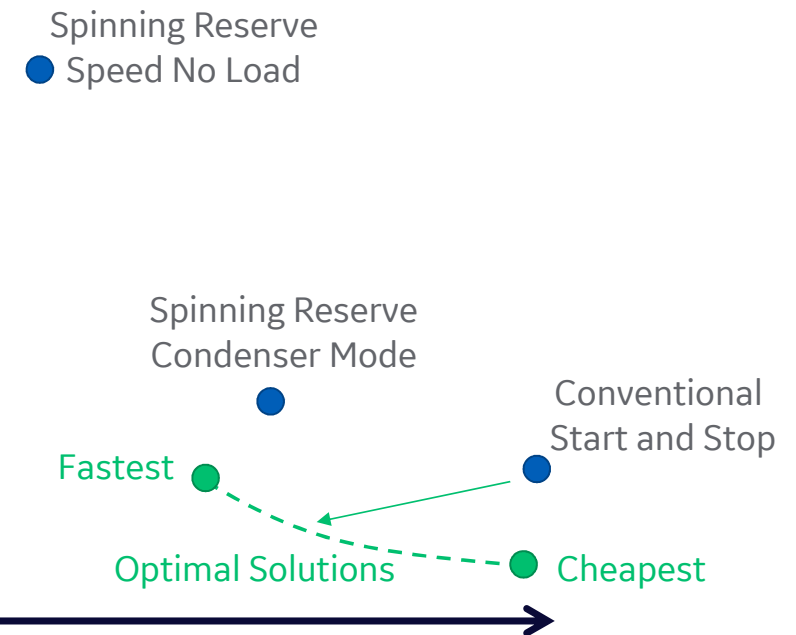 Spinning Reserve
Speed No Load
Spinning Reserve
Condenser Mode
Conventional
Start and Stop
Fastest
Optimal Solutions
Cheapest